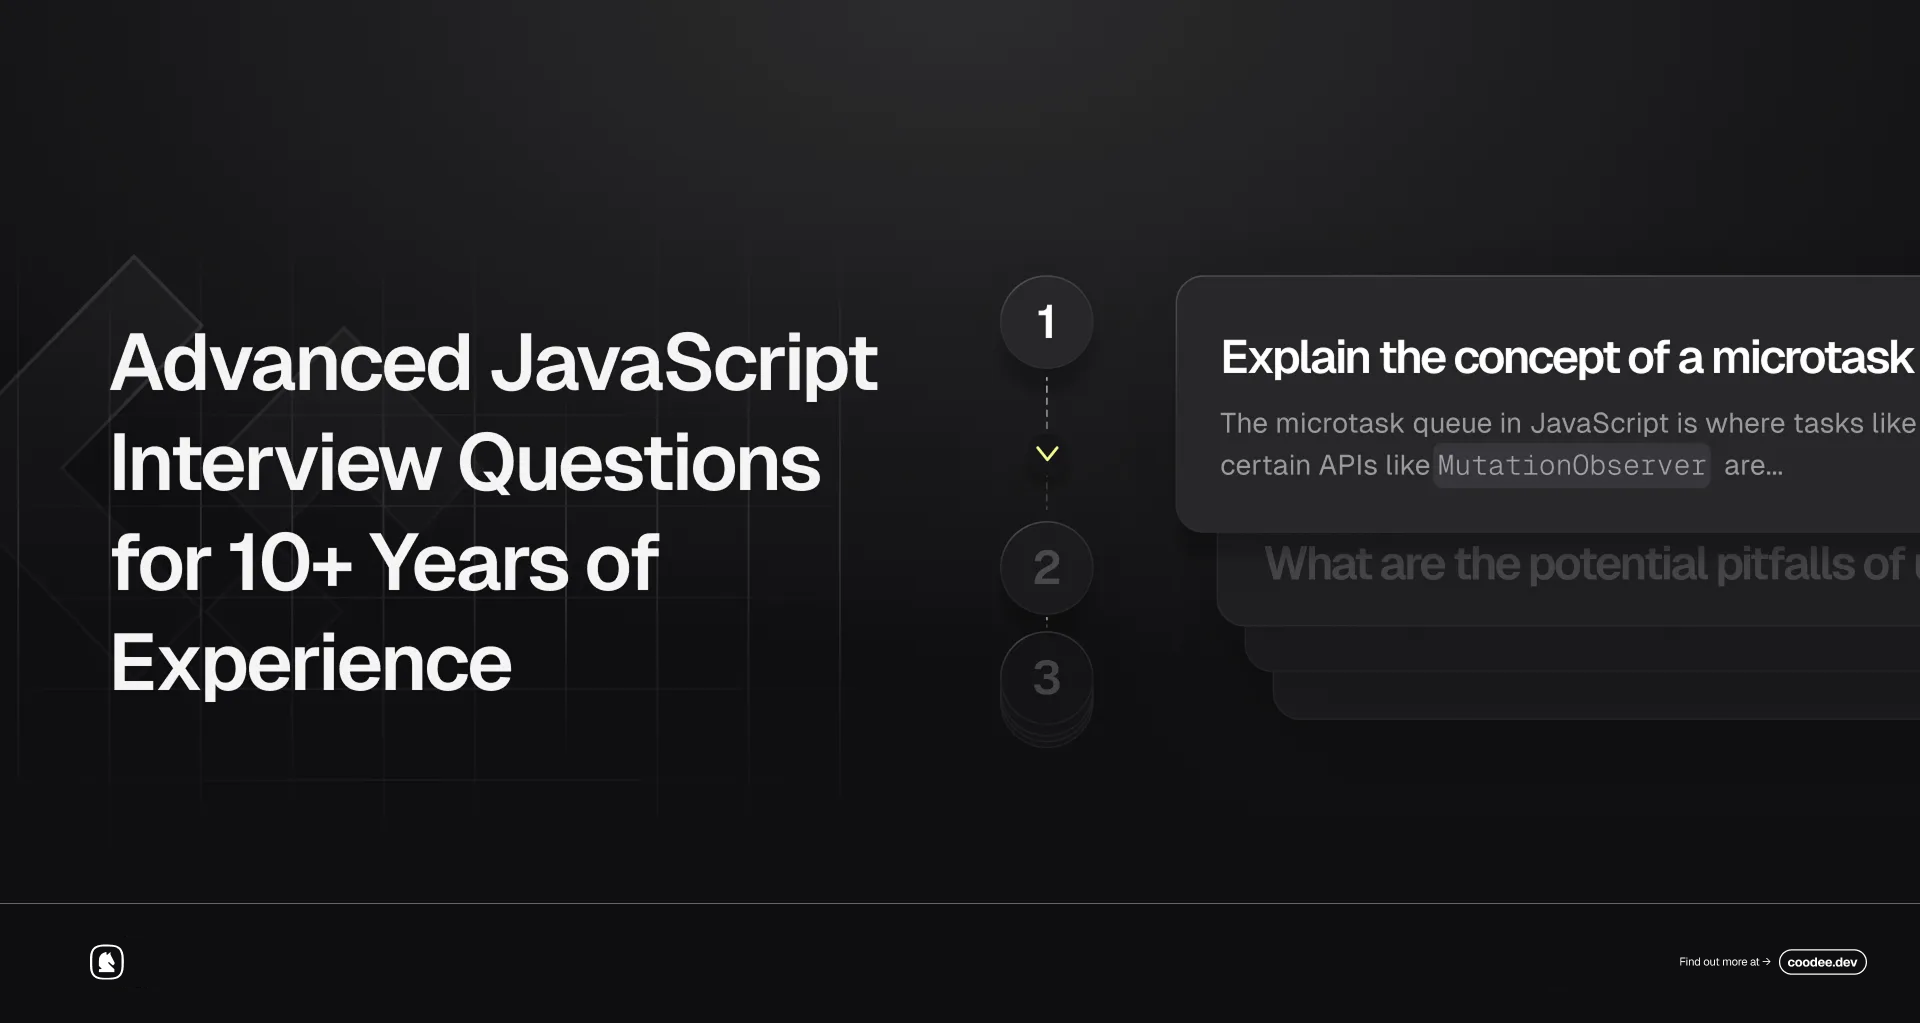 Advanced JavaScript
Interview Questions
for 10+ Years of
Experience
1
2
3
Explain the concept of a microtask
The microtask queue in JavaScript is where tasks like
certain APIs like MutationObserver are...
What are the potential pitfalls of
Find out more at →
coodee.dev